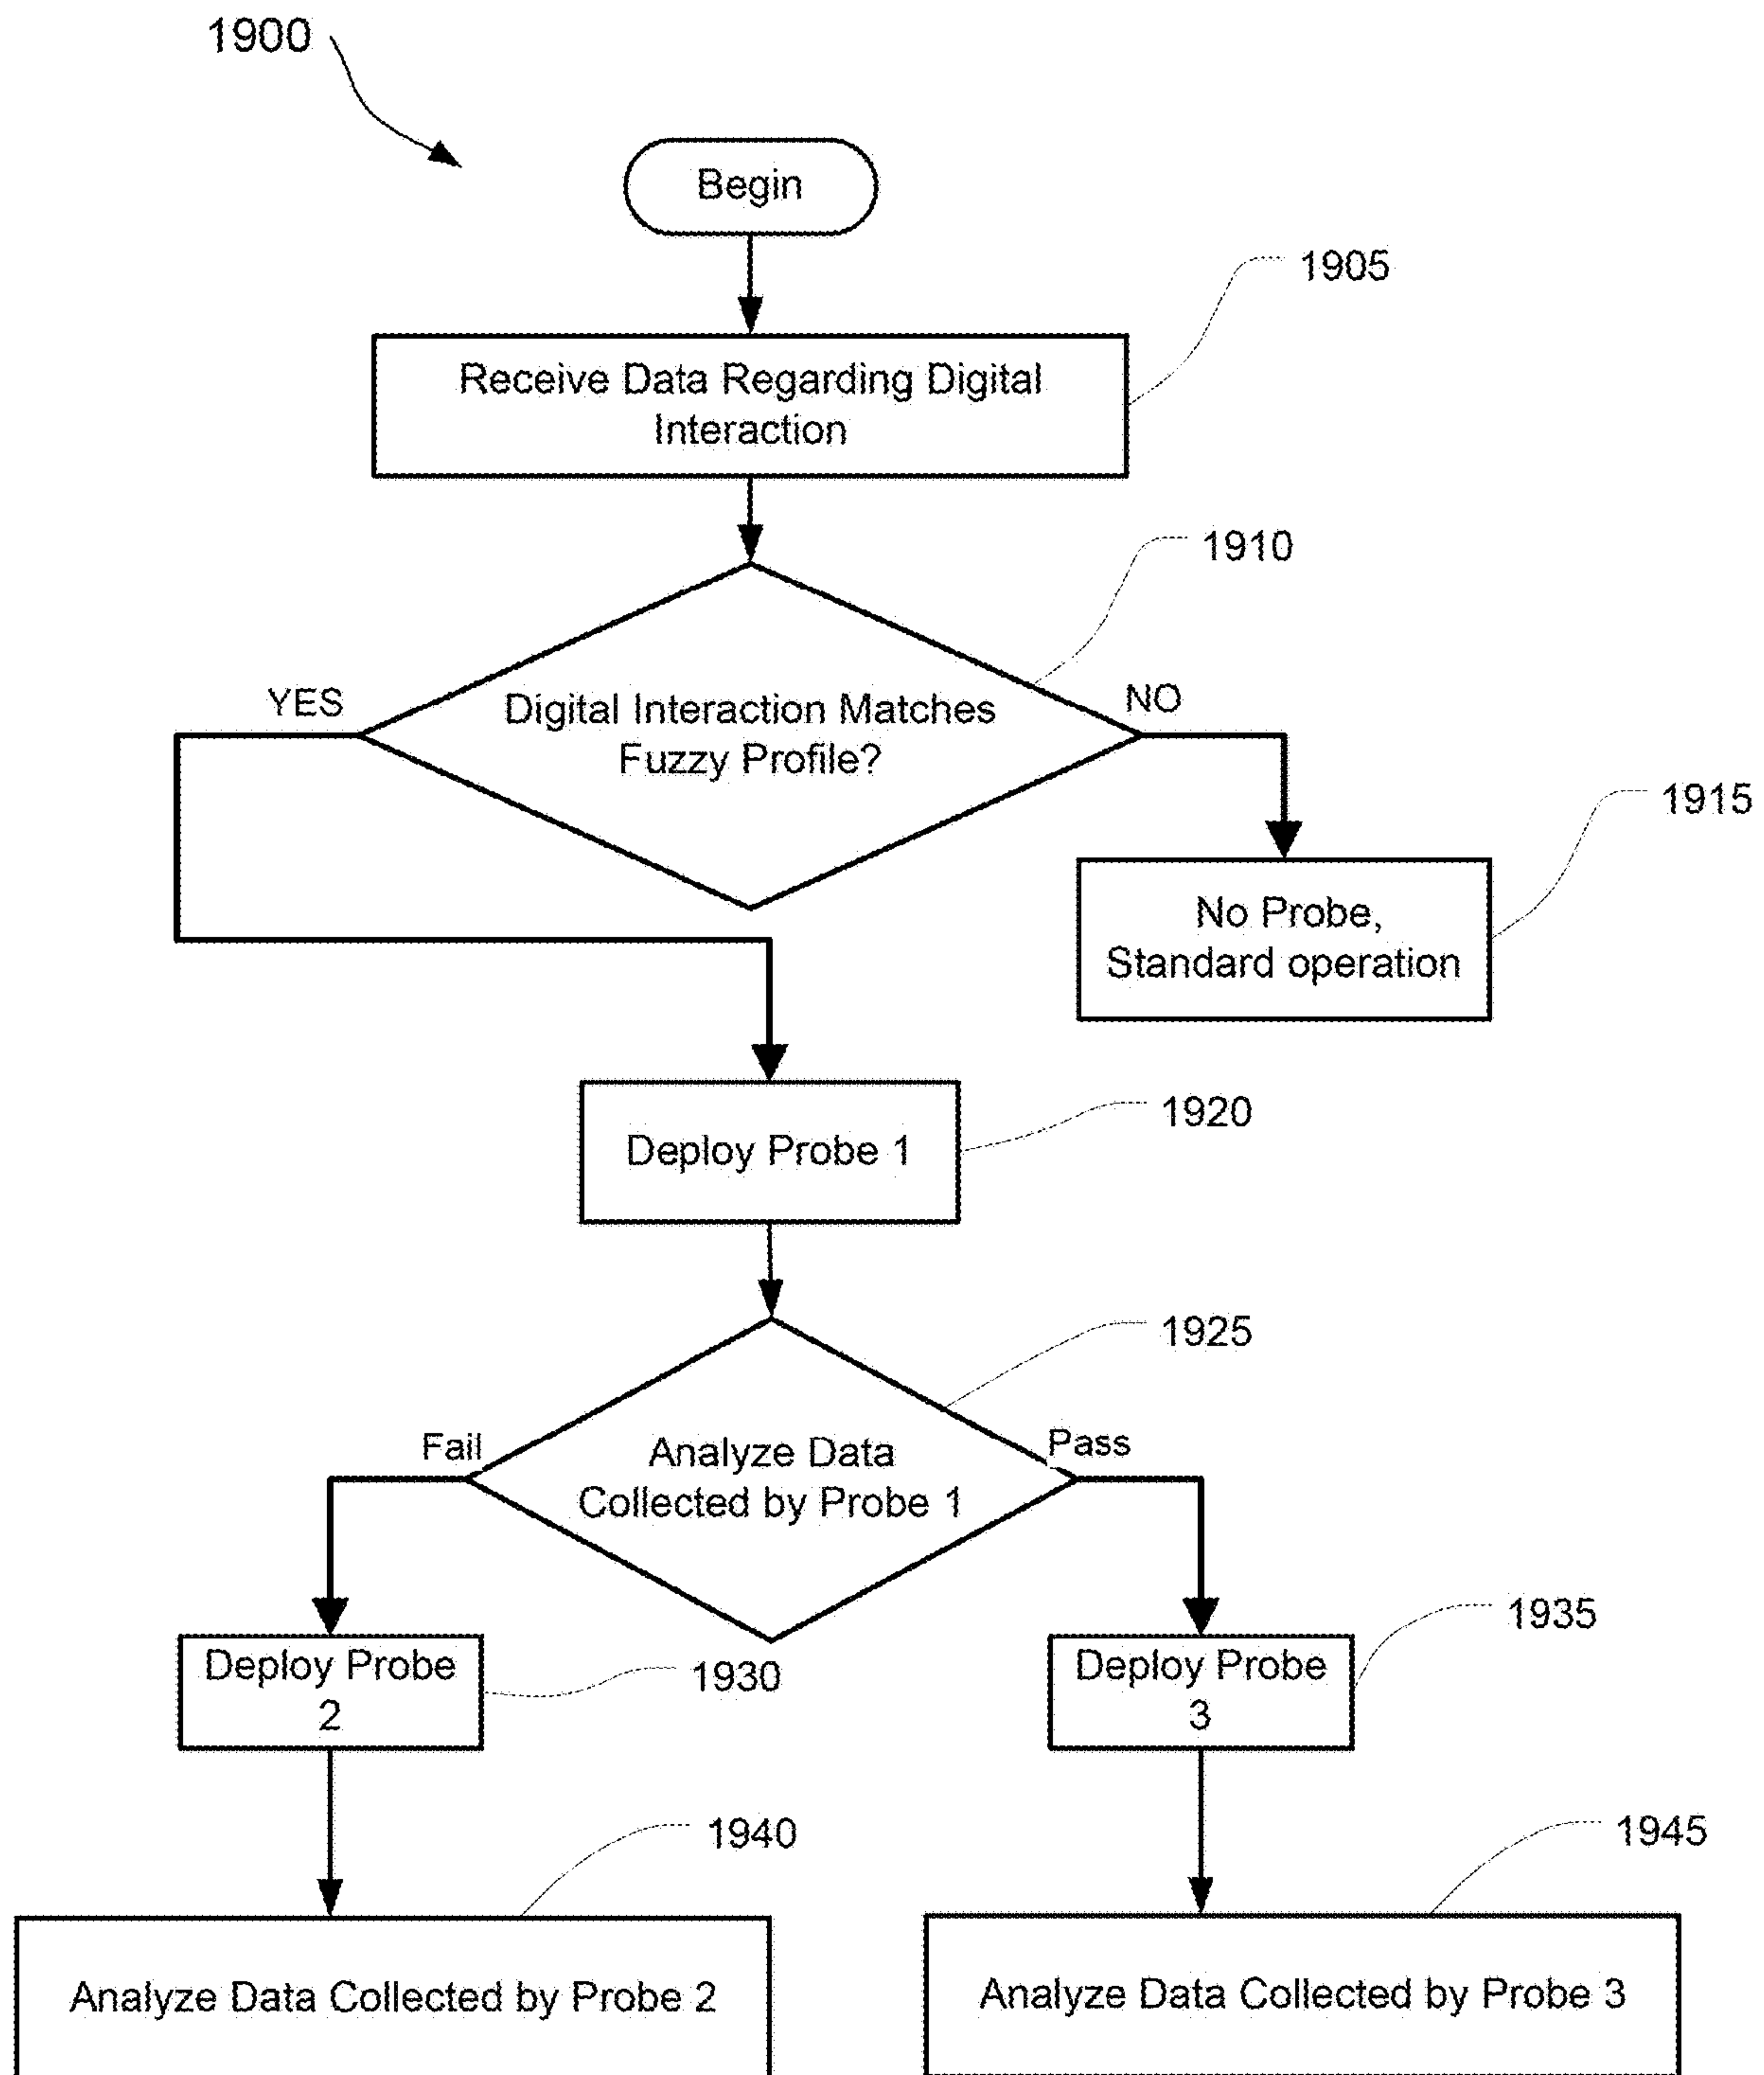 1900
Begin
1905
Receive Data Regarding Digital
Interaction
1910
YES
Digital Interaction Matches
Fuzzy Profile?
NO
1915
No Probe,
Standard operation
1920
Deploy Probe 1
1925
Fail
Analyze Data
Collected by Probe 1
Pass
1930
Deploy Probe
2
1935
Deploy Probe
3
1940
Analyze Data Collected by Probe 2
1945
Analyze Data Collected by Probe 3